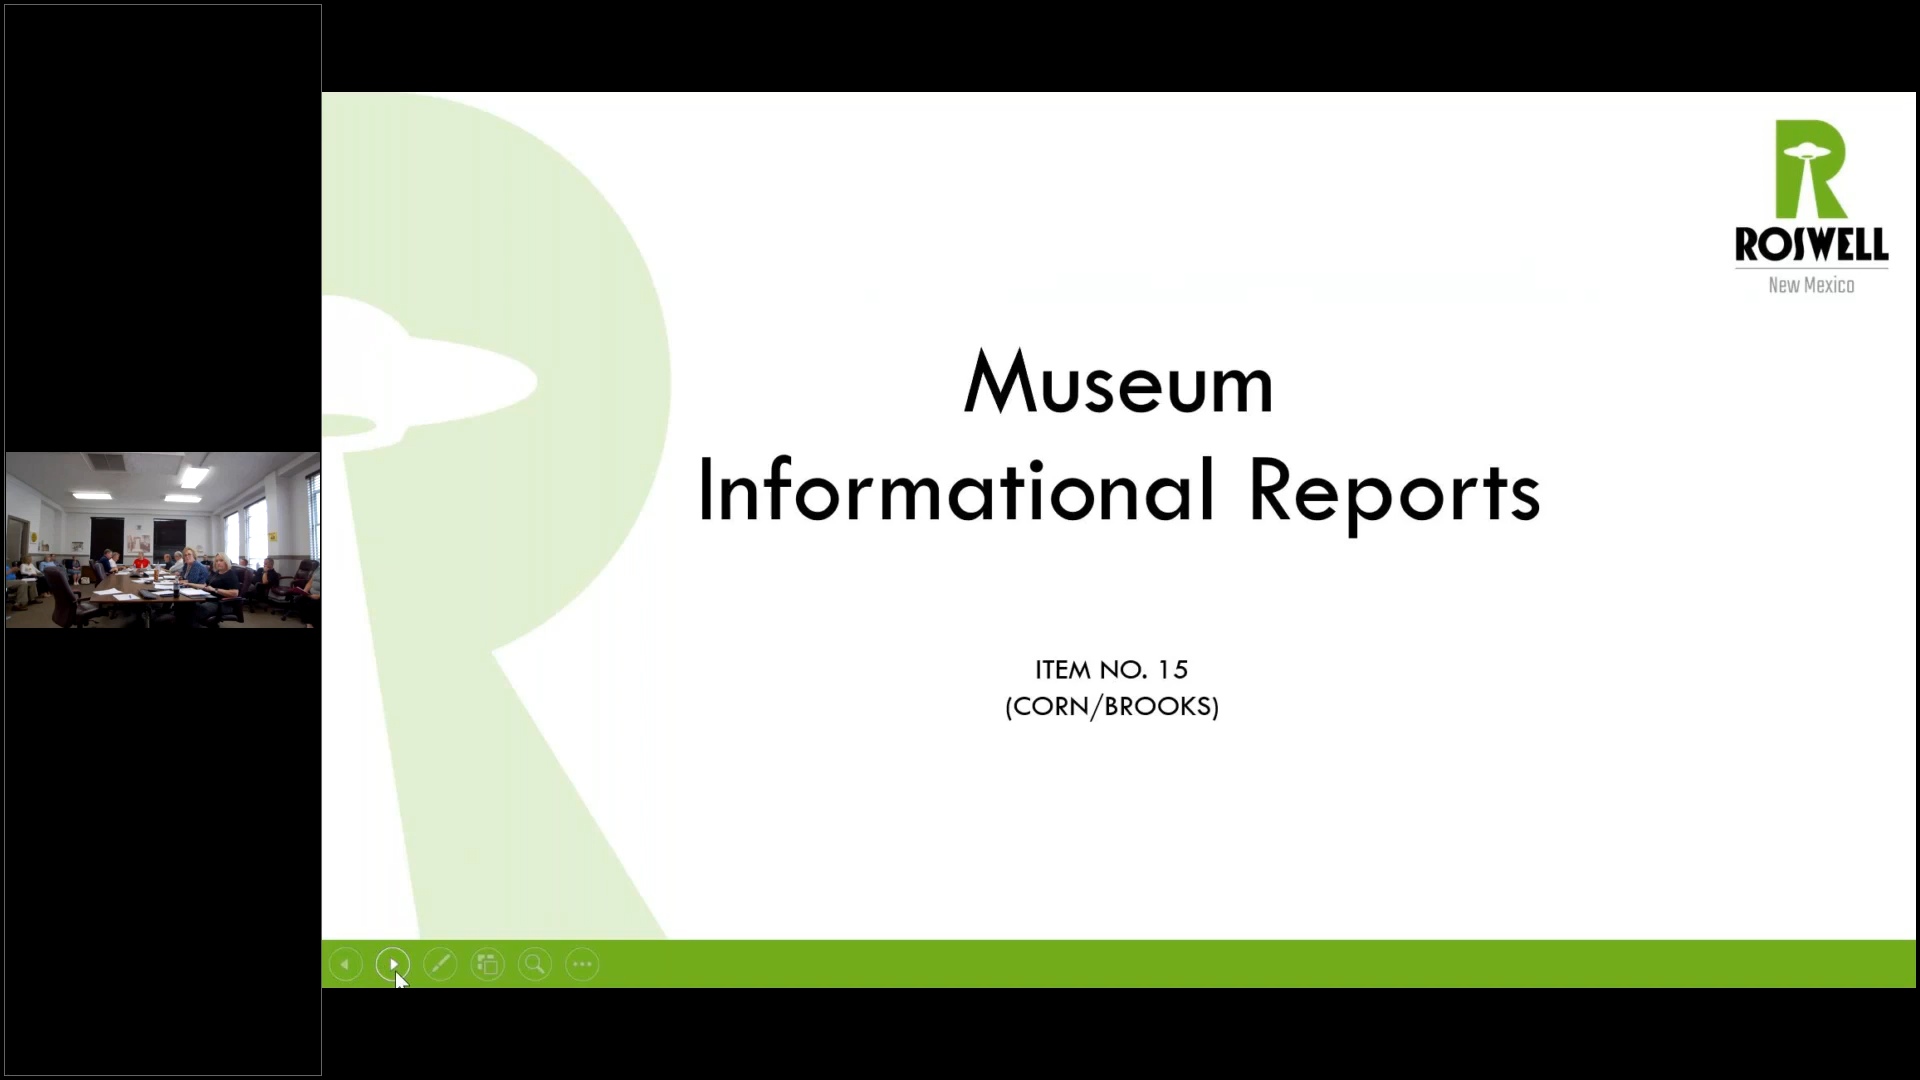 ROSWELL
New Mexico
Museum
Informational Reports
ITEM NO. 15
(CORN/BROOKS)